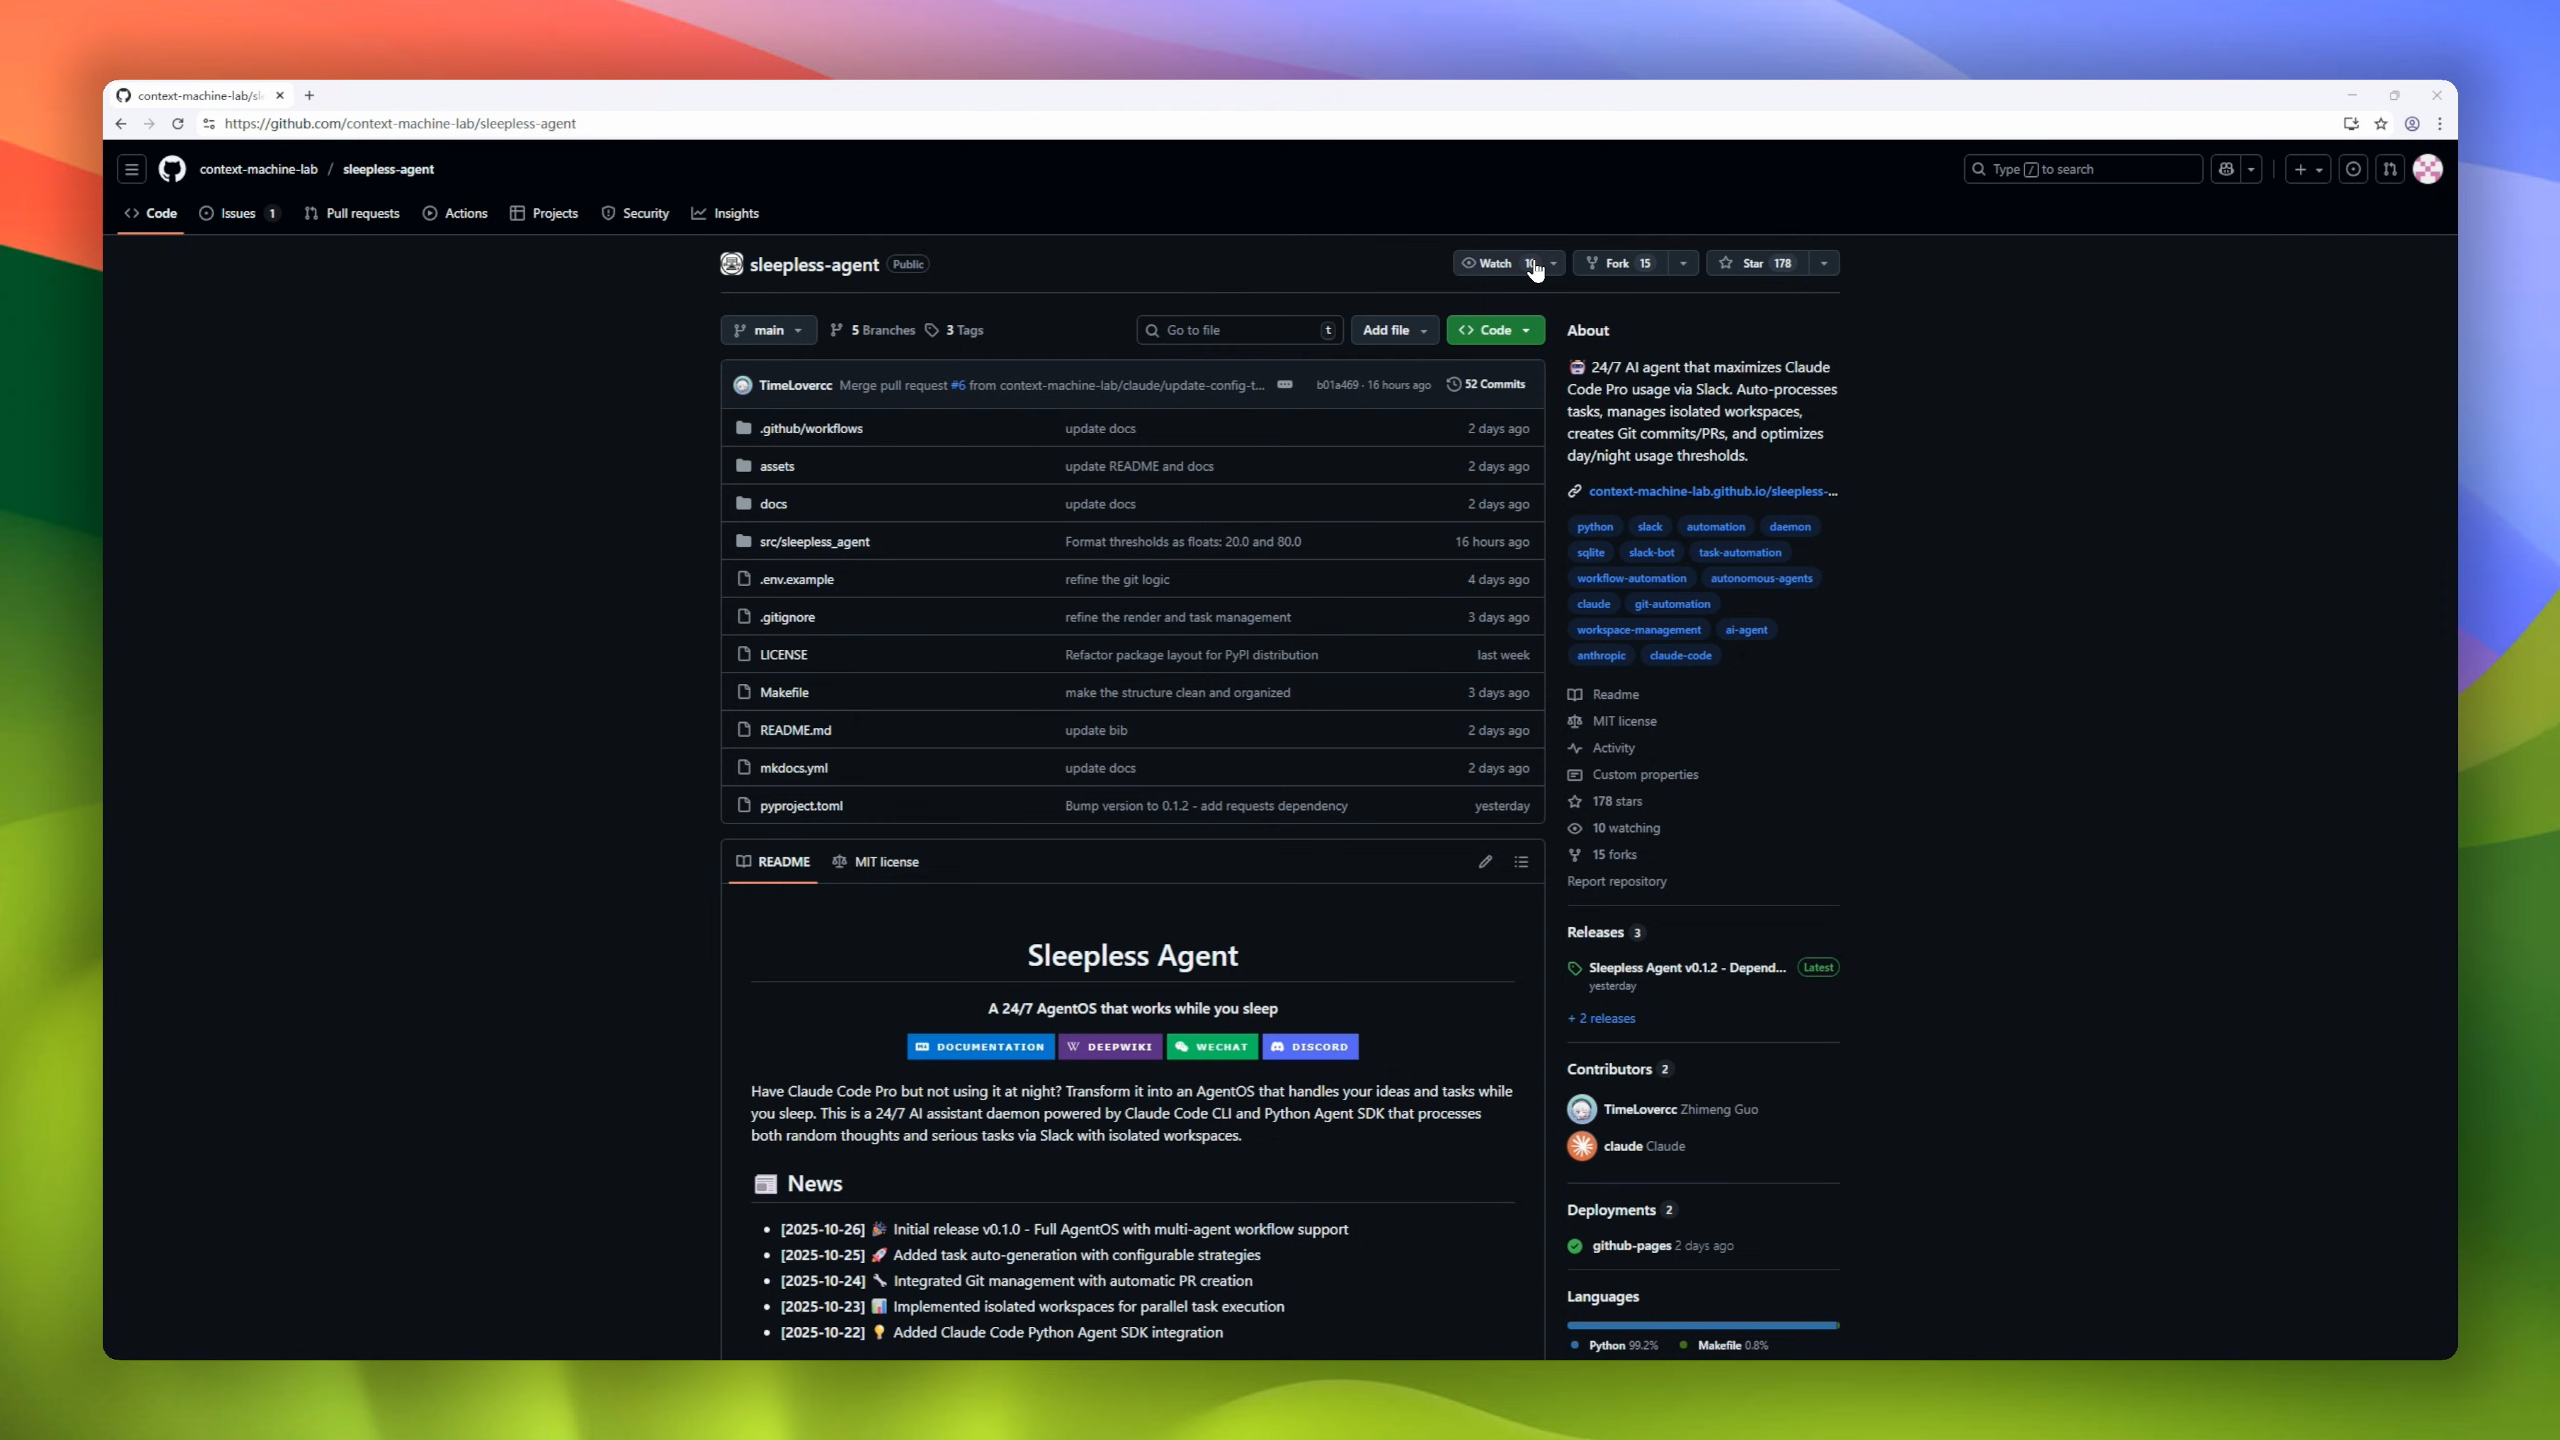 context-machine-lab/sl
https://github.com/context-machine-lab/sleepless-agent
context-machine-lab / sleepless-agent
Type / to search
Code
Issues 1
Pull requests
Actions
Projects
Security
Insights
sleepless-agent Public
Watch
Fork 15
Star 178
main
5 Branches
3 Tags
Go to file t
Add file
Code
TimeLovercc Merge pull request #6 from context-machine-lab/claude/update-config-t... b01a469 · 16 hours ago 52 Commits
.github/workflows update docs 2 days ago
assets update README and docs 2 days ago
docs update docs 2 days ago
src/sleepless_agent Format thresholds as floats: 20.0 and 80.0 16 hours ago
.env.example refine the git logic 4 days ago
.gitignore refine the render and task management 3 days ago
LICENSE Refactor package layout for PyPI distribution last week
Makefile make the structure clean and organized 3 days ago
README.md update bib 2 days ago
mkdocs.yml update docs 2 days ago
pyproject.toml Bump version to 0.1.2 - add requests dependency yesterday
README MIT license
Sleepless Agent
A 24/7 AgentOS that works while you sleep
DOCUMENTATION W DEEPWIKI WECHAT DISCORD
Have Claude Code Pro but not using it at night? Transform it into an AgentOS that handles your ideas and tasks while
you sleep. This is a 24/7 AI assistant daemon powered by Claude Code CLI and Python Agent SDK that processes
both random thoughts and serious tasks via Slack with isolated workspaces.
News
• [2025-10-26] 🎉 Initial release v0.1.0 - Full AgentOS with multi-agent workflow support
• [2025-10-25] 🚀 Added task auto-generation with configurable strategies
• [2025-10-24] 🔧 Integrated Git management with automatic PR creation
• [2025-10-23] 📊 Implemented isolated workspaces for parallel task execution
• [2025-10-22] 💡 Added Claude Code Python Agent SDK integration
About
🤖 24/7 AI agent that maximizes Claude
Code Pro usage via Slack. Auto-processes
tasks, manages isolated workspaces,
creates Git commits/PRs, and optimizes
day/night usage thresholds.
context-machine-lab.github.io/sleepless-...
python slack automation daemon
sqlite slack-bot task-automation
workflow-automation autonomous-agents
claude git-automation
workspace-management ai-agent
anthropic claude-code
Readme
MIT license
Activity
Custom properties
178 stars
10 watching
15 forks
Report repository
Releases 3
Sleepless Agent v0.1.2 - Depend... Latest
yesterday
+ 2 releases
Contributors 2
TimeLovercc Zhimeng Guo
claude Claude
Deployments 2
github-pages 2 days ago
Languages
Python 99.2% Makefile 0.8%